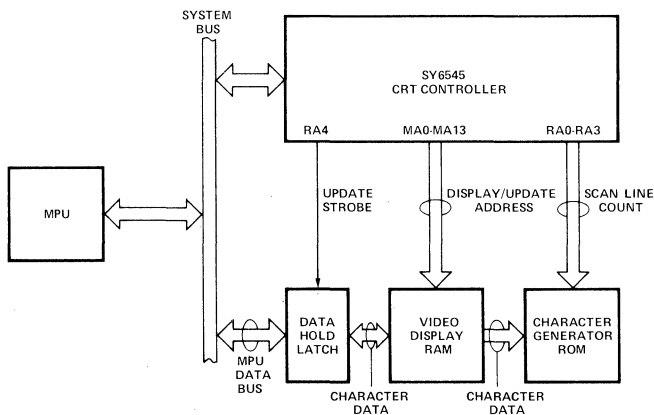 SYSTEM
BUS
SY6545
CRT CONTROLLER
RA4
MA0-MA13
RA0-RA3
MPU
UPDATE
STROBE
DISPLAY/UPDATE
ADDRESS
SCAN LINE
COUNT
DATA
HOLD
LATCH
VIDEO
DISPLAY
RAM
CHARACTER
GENERATOR
ROM
MPU
DATA
BUS
CHARACTER
DATA
CHARACTER
DATA